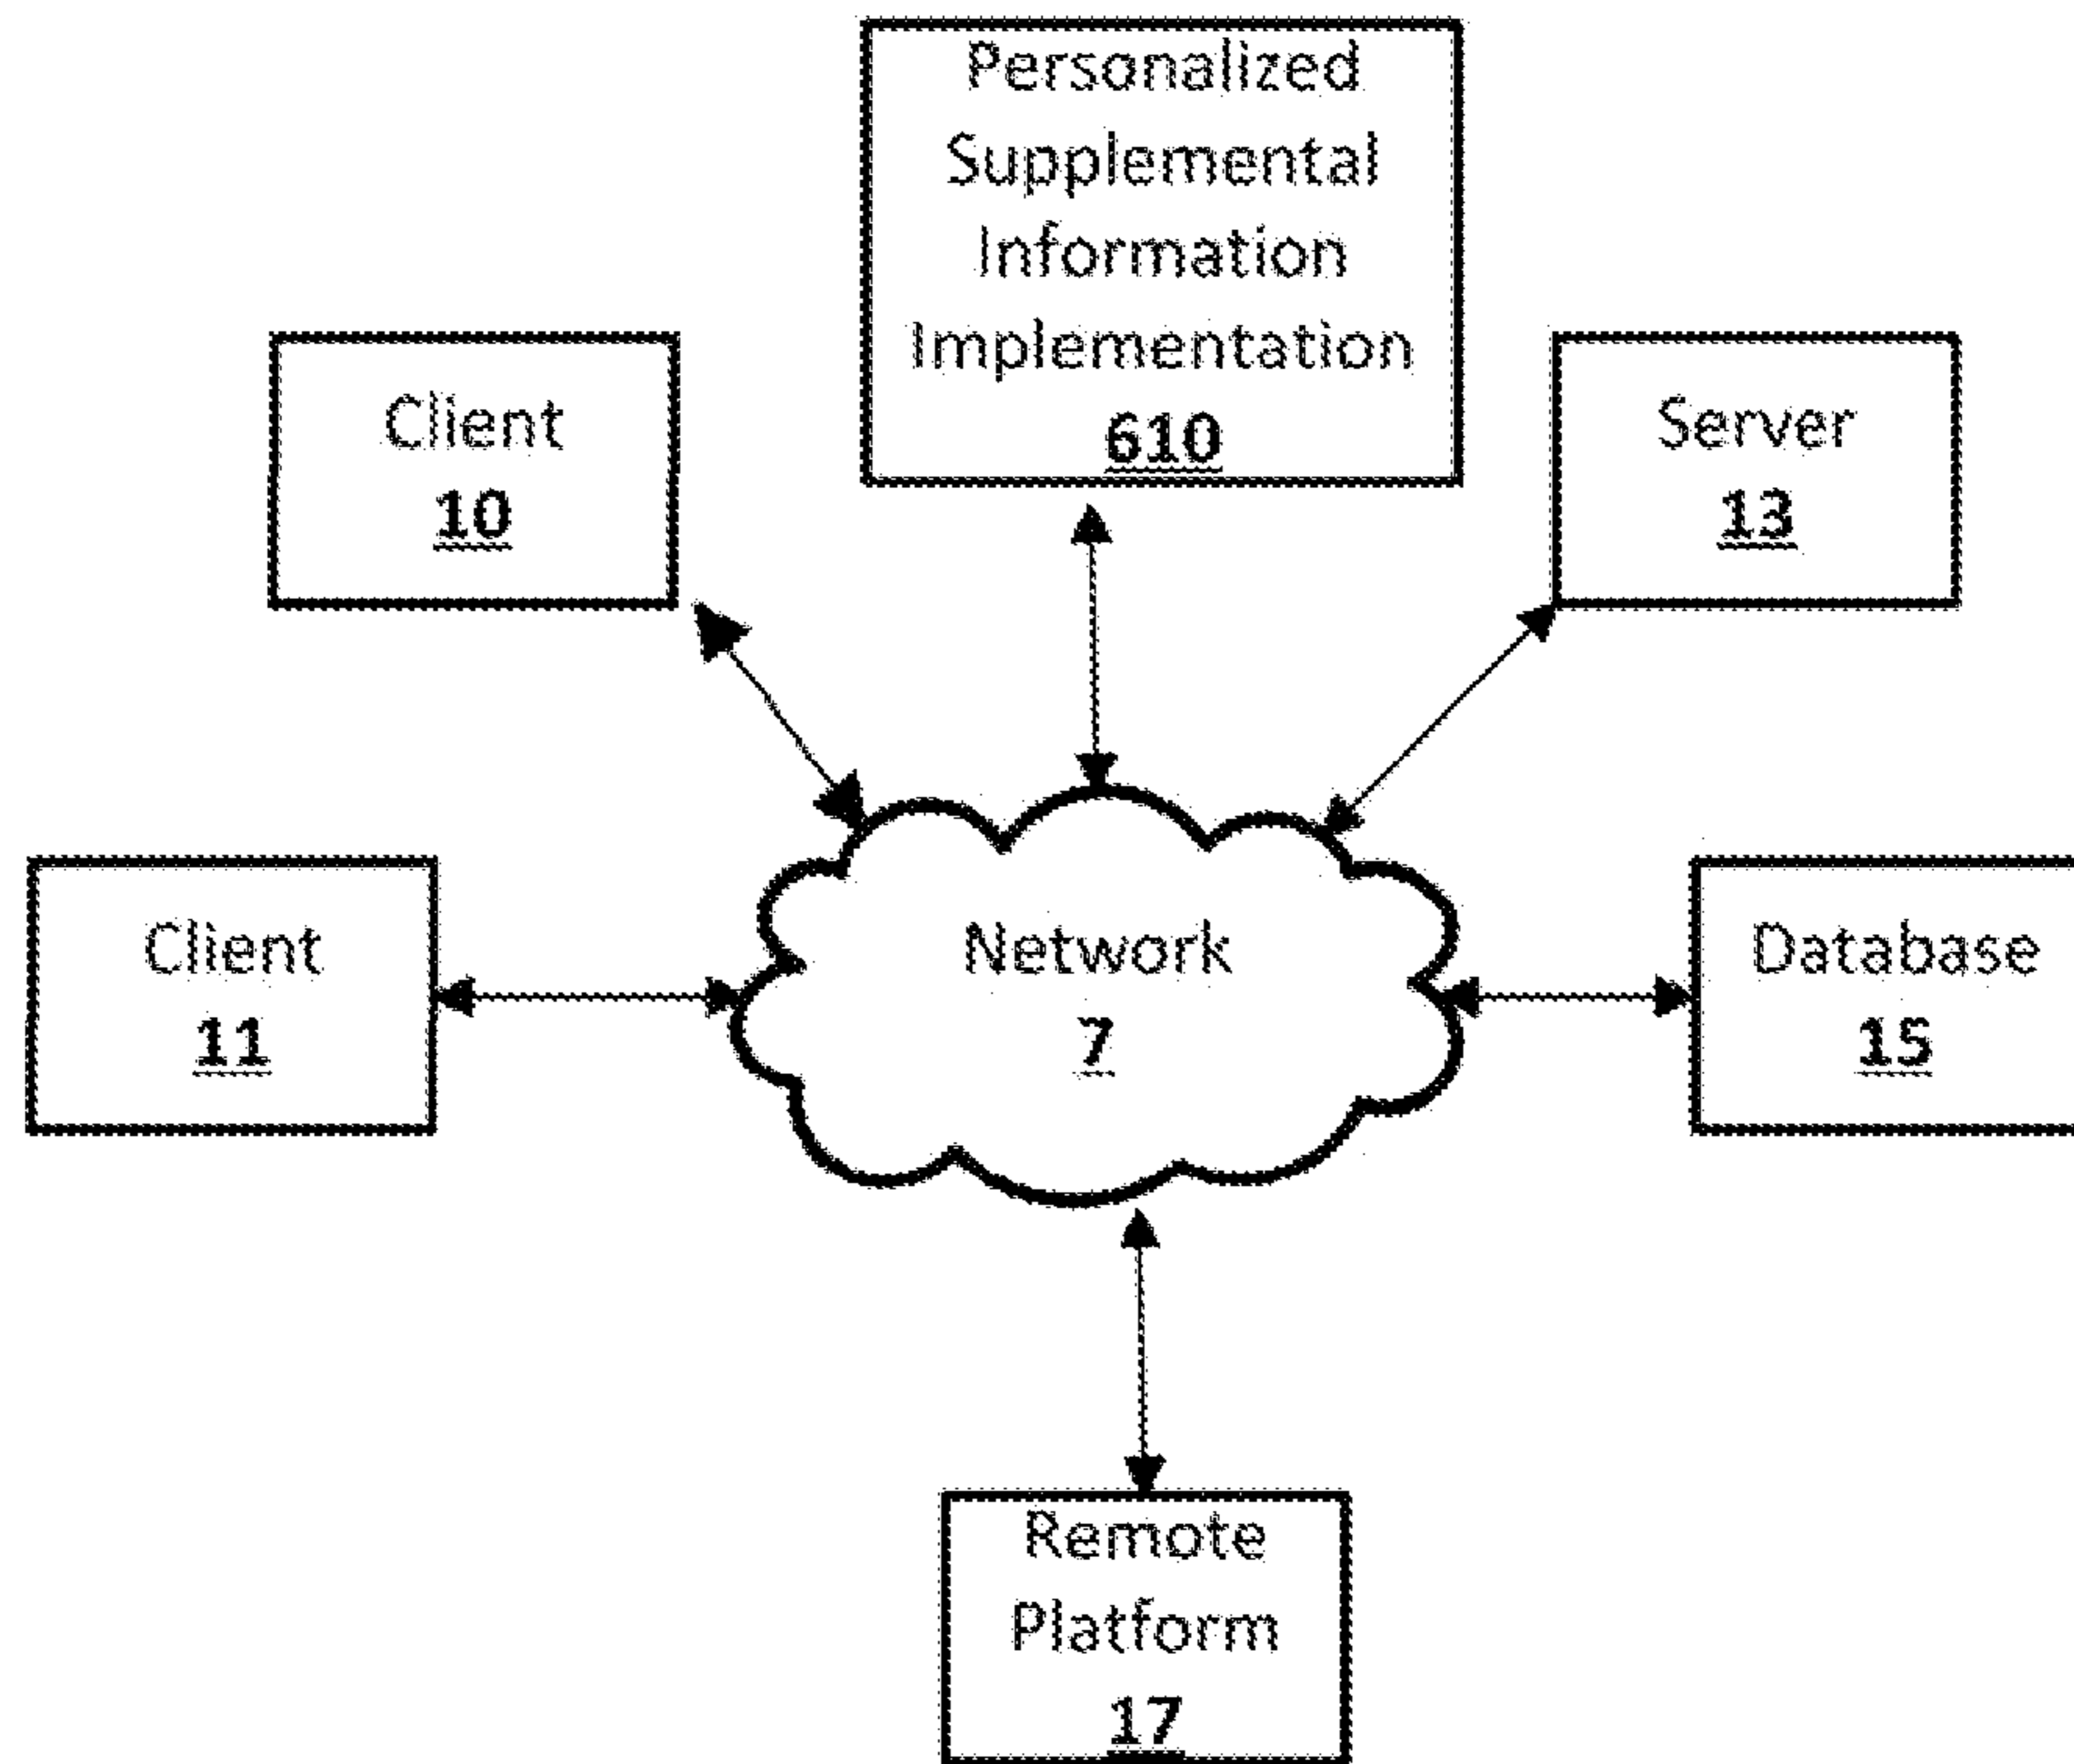 Personalized
Supplemental
Information
Implementation
610
Client
10
Server
13
Client
11
Network
7
Database
15
Remote
Platform
17